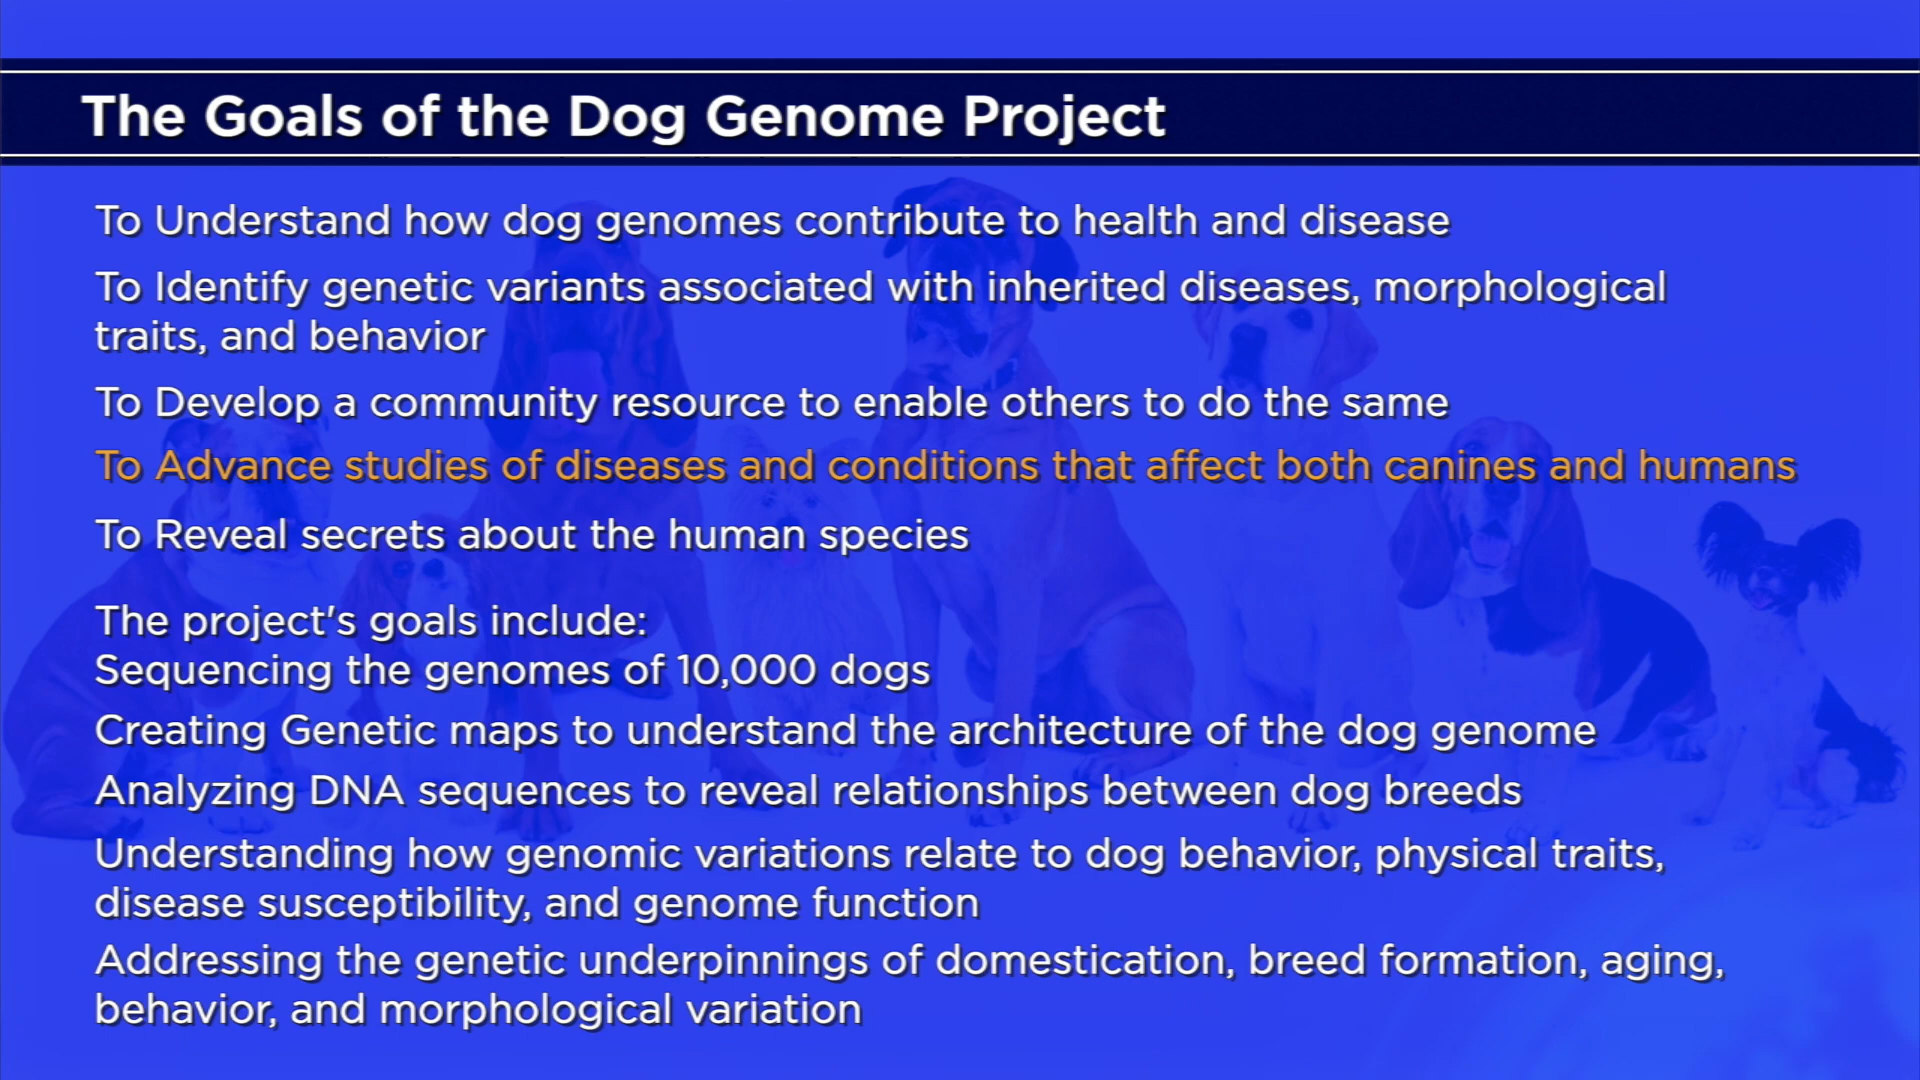 The Goals of the Dog Genome Project
To Understand how dog genomes contribute to health and disease
To Identify genetic variants associated with inherited diseases, morphological
traits, and behavior
To Develop a community resource to enable others to do the same
To Advance studies of diseases and conditions that affect both canines and humans
To Reveal secrets about the human species
The project's goals include:
Sequencing the genomes of 10,000 dogs
Creating Genetic maps to understand the architecture of the dog genome
Analyzing DNA sequences to reveal relationships between dog breeds
Understanding how genomic variations relate to dog behavior, physical traits,
disease susceptibility, and genome function
Addressing the genetic underpinnings of domestication, breed formation, aging,
behavior, and morphological variation